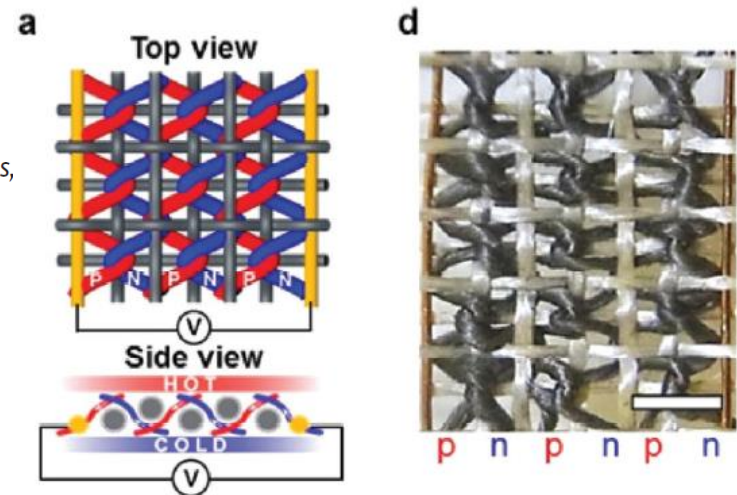 a
Top view
s,
P N P N P N
V
Side view
HOT
COLD
V
d
p n p n p n